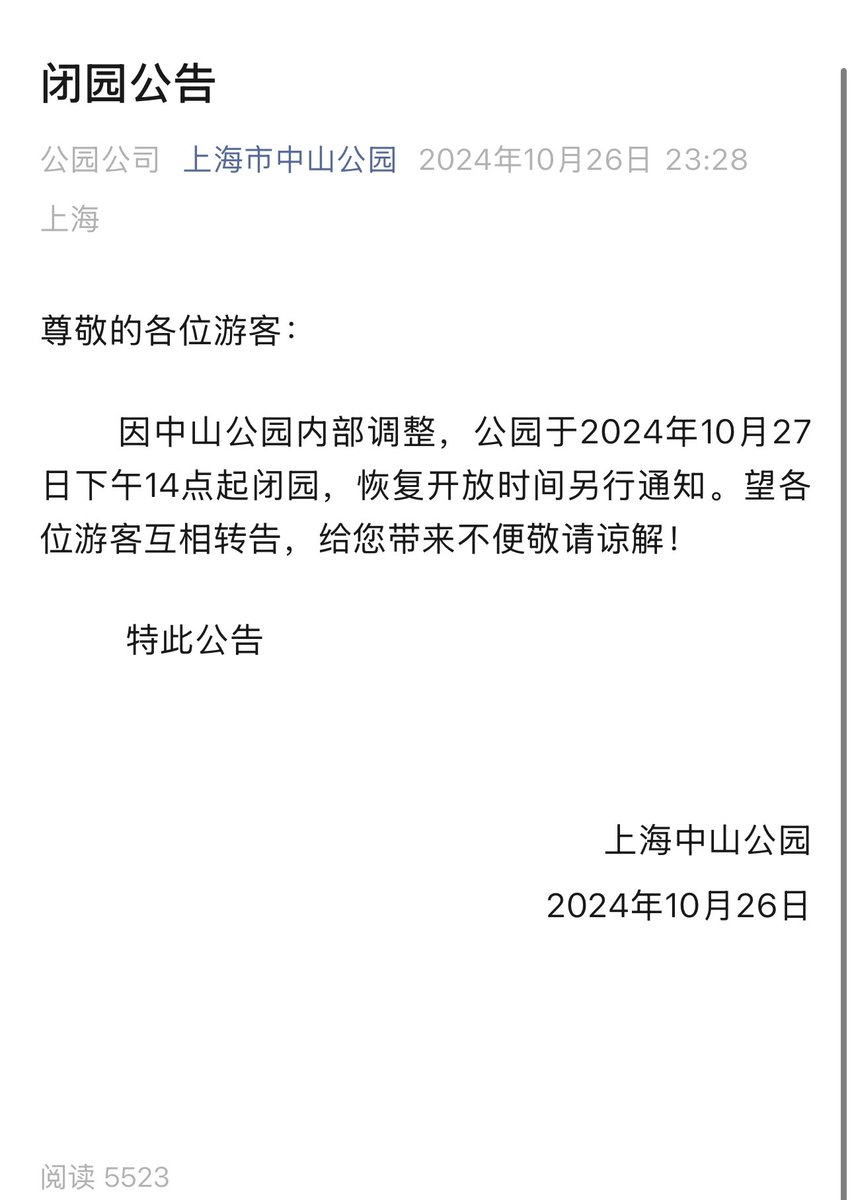 闭园公告
公园公司 上海市中山公园 2024年10月26日 23:28
上海
尊敬的各位游客：
因中山公园内部调整，公园于2024年10月27
日下午14点起闭园，恢复开放时间另行通知。望各
位游客互相转告，给您带来不便敬请谅解！
特此公告
上海中山公园
2024年10月26日
阅读 5523